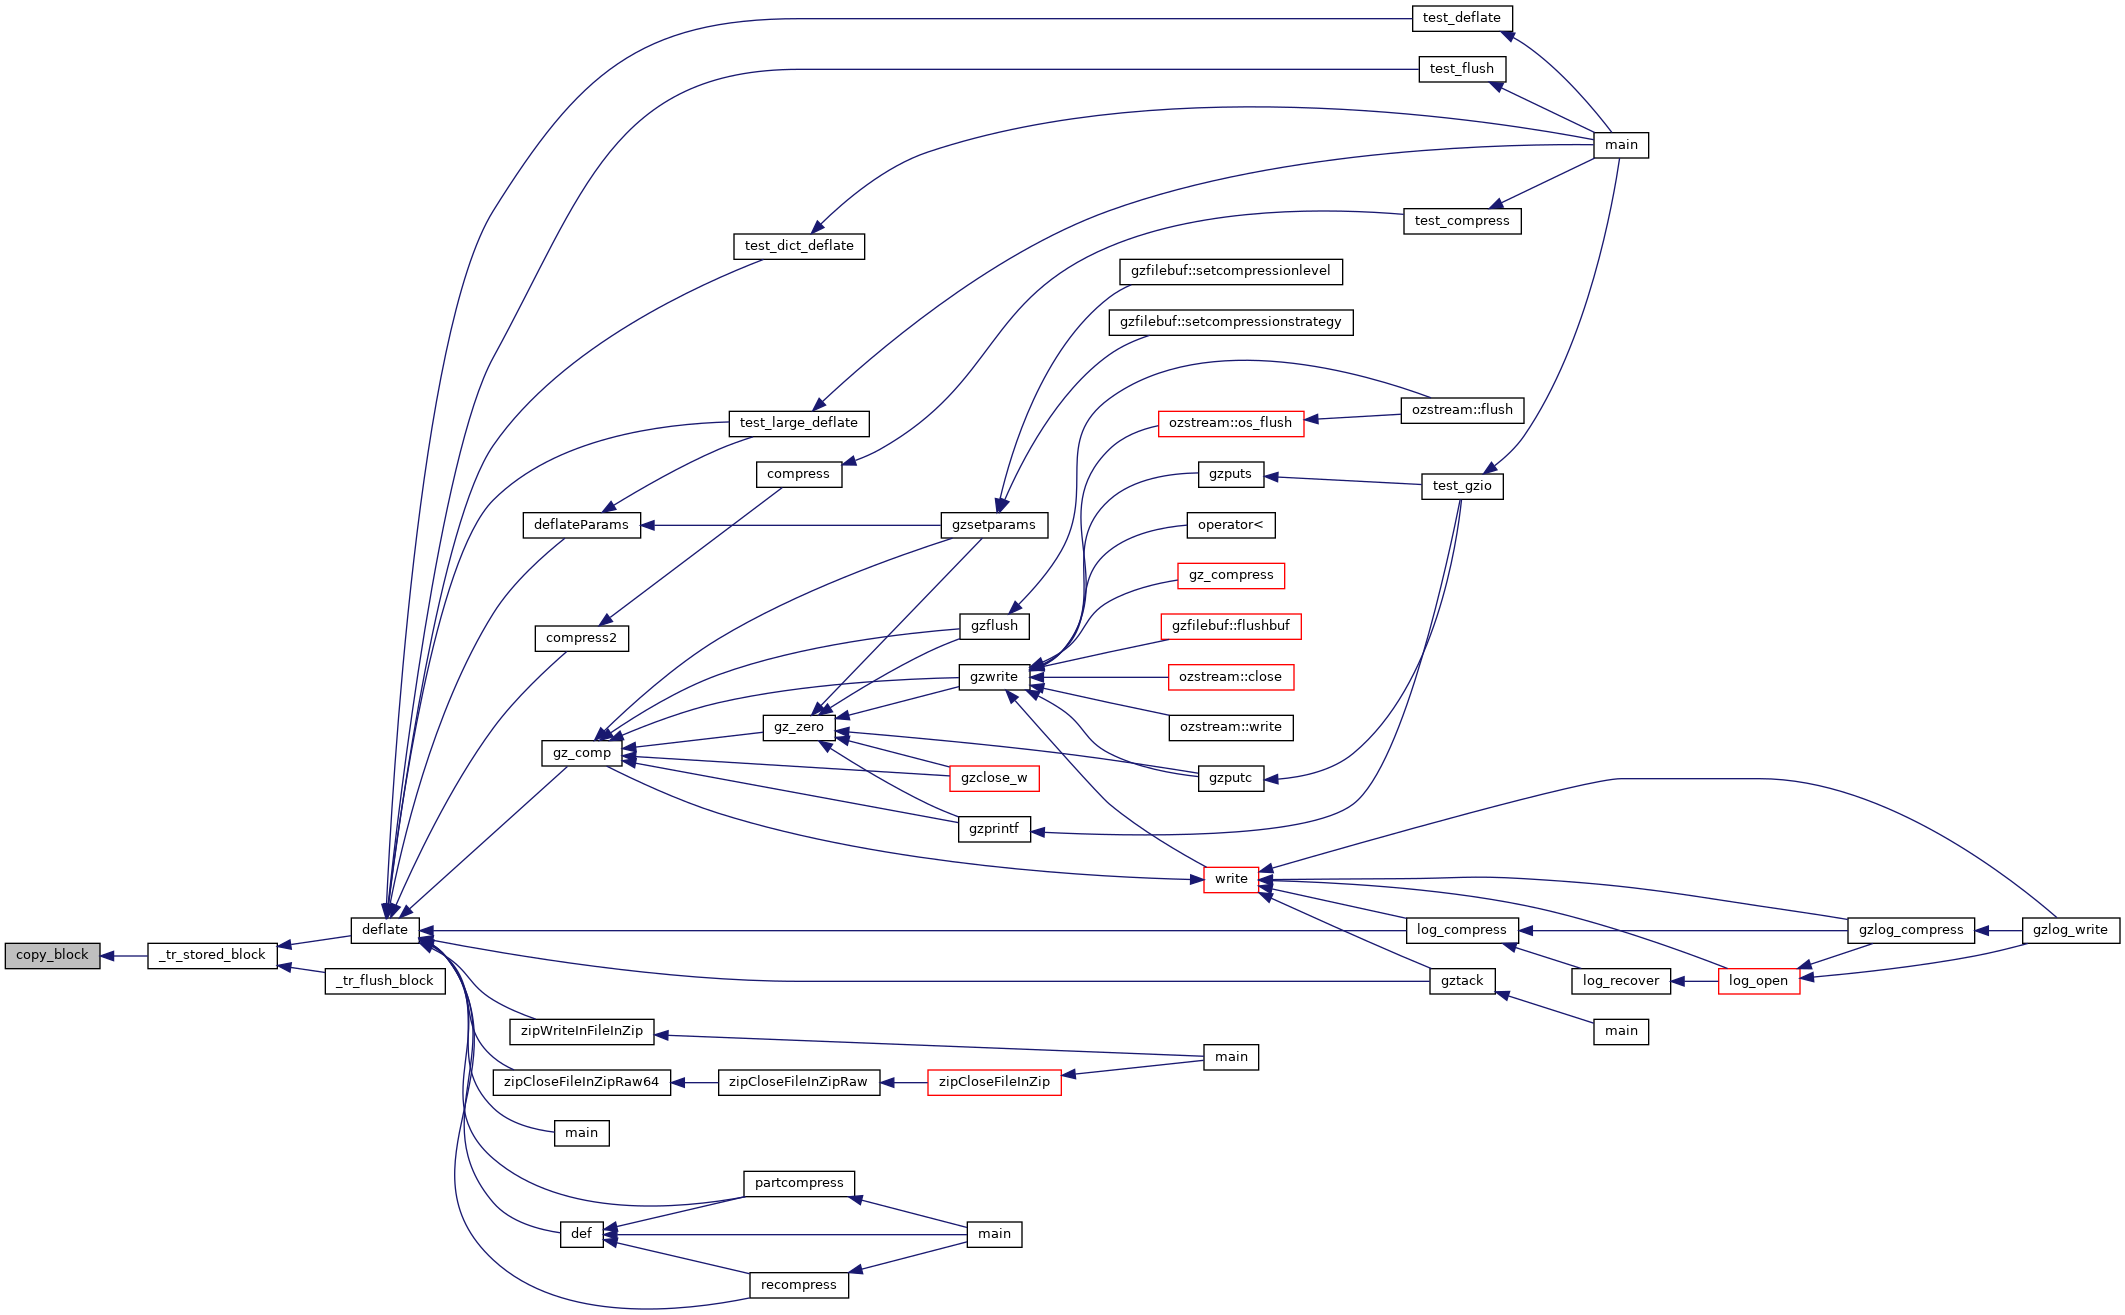 test_deflate
test_flush
main
test_compress
test_dict_deflate
gzfilebuf::setcompressionlevel
gzfilebuf::setcompressionstrategy
ozstream::flush
test_large_deflate
ozstream::os_flush
compress
gzputs
test_gzio
deflateParams
gzsetparams
operator<
gz_compress
gzflush
gzfilebuf::flushbuf
compress2
gzwrite
ozstream::close
gz_zero
ozstream::write
gz_comp
gzclose_w
gzputc
gzprintf
write
deflate
log_compress
gzlog_compress
gzlog_write
copy_block
_tr_stored_block
_tr_flush_block
gztack
log_recover
log_open
zipWriteInFileInZip
main
main
zipCloseFileInZipRaw64
zipCloseFileInZipRaw
zipCloseFileInZip
main
partcompress
def
main
recompress